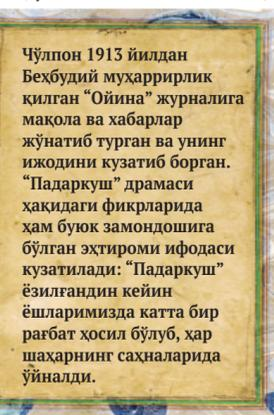 Чўлпон 1913 йилдан
Беҳбудий муҳаррирлик
қилган “Ойина” журналига
мақола ва хабарлар
жўнатиб турган ва унинг
ижодини кузатиб борган.
“Падаркуш” драмаси
ҳақидаги фикрларида
ҳам буюк замондошига
бўлган эҳтироми ифодаси
кузатилади: “Падаркуш”
ёзилғандин кейин
ёшларимизда катта бир
рағбат ҳосил бўлуб, ҳар
шаҳарнинг саҳналарида
ўйналди.